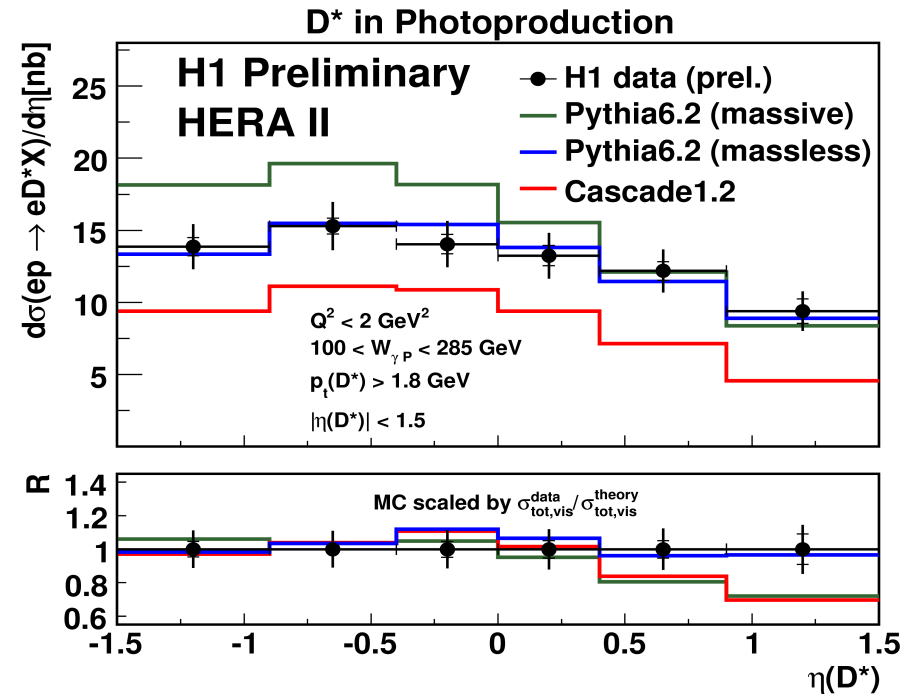 D* in Photoproduction
dσ(ep → eD*X)/dη[nb]
H1 Preliminary
HERA II
H1 data (prel.)
Pythia6.2 (massive)
Pythia6.2 (massless)
Cascade1.2
25
20
15
10
5
Q² < 2 GeV²
100 < W_γ P < 285 GeV
p_t(D*) > 1.8 GeV
|η(D*)| < 1.5
R
MC scaled by σ^data_tot,vis/σ^theory_tot,vis
1.4
1.2
1
0.8
0.6
-1.5 -1 -0.5 0 0.5 1 1.5
η(D*)